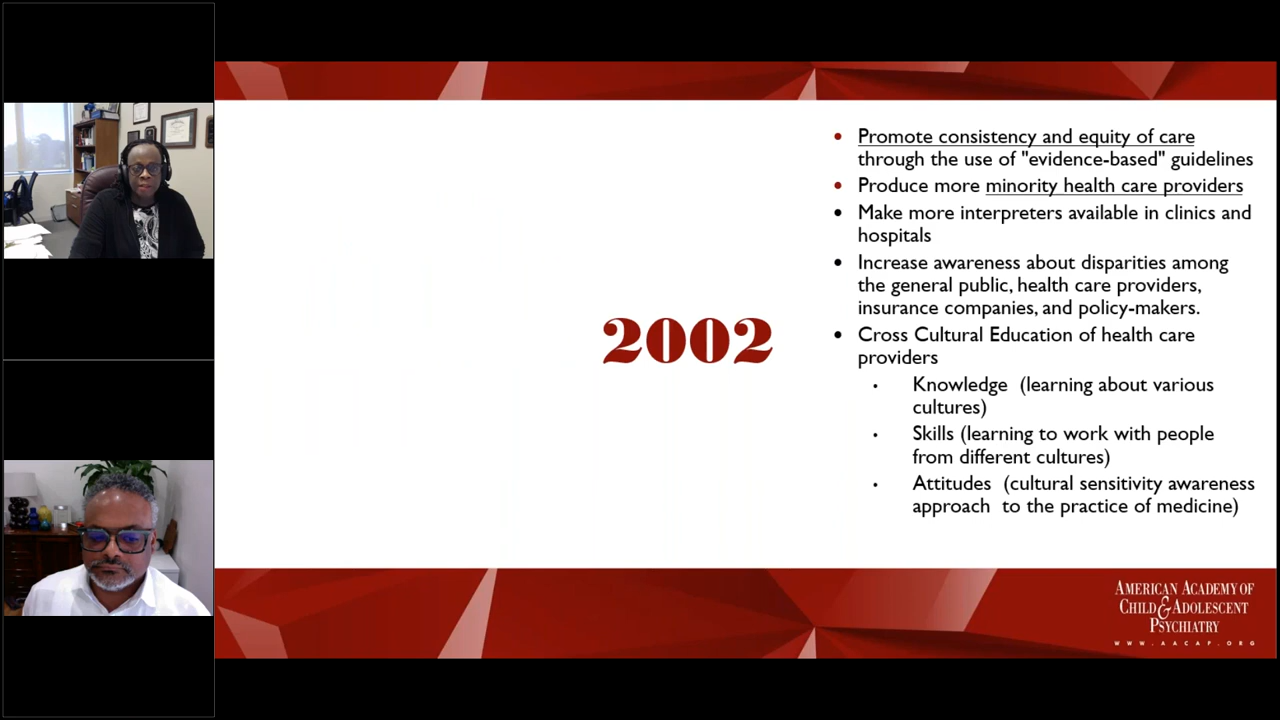 2002
• Promote consistency and equity of care
through the use of "evidence-based" guidelines
• Produce more minority health care providers
• Make more interpreters available in clinics and
hospitals
• Increase awareness about disparities among
the general public, health care providers,
insurance companies, and policy-makers.
• Cross Cultural Education of health care
providers
• Knowledge (learning about various
cultures)
• Skills (learning to work with people
from different cultures)
• Attitudes (cultural sensitivity awareness
approach to the practice of medicine)
AMERICAN ACADEMY OF
CHILD & ADOLESCENT
PSYCHIATRY
WWW.AACAP.ORG